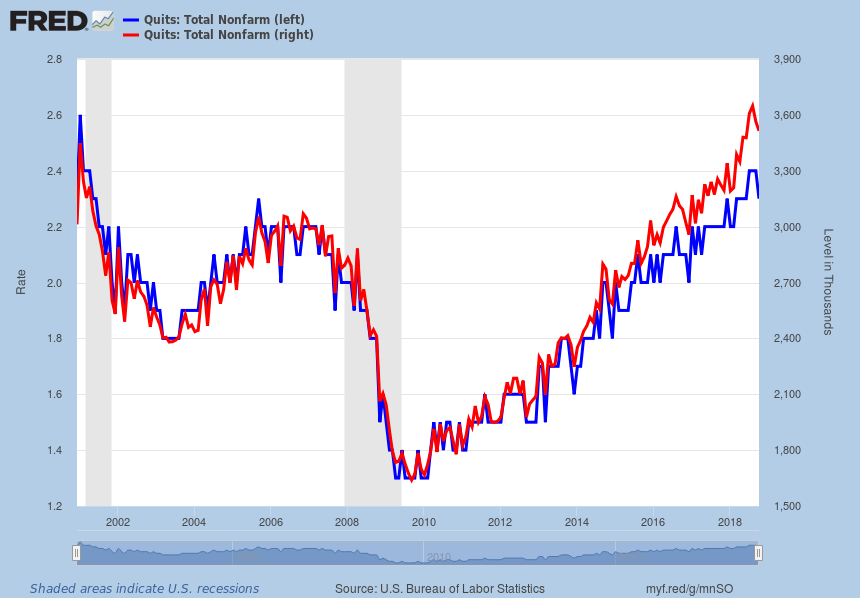 FRED
Quits: Total Nonfarm (left)
Quits: Total Nonfarm (right)
2.8
2.6
2.4
2.2
2.0
1.8
1.6
1.4
1.2
Rate
3,900
3,600
3,300
3,000
2,700
2,400
2,100
1,800
1,500
Level in Thousands
2002 2004 2006 2008 2010 2012 2014 2016 2018
2010
Shaded areas indicate U.S. recessions
Source: U.S. Bureau of Labor Statistics
myf.red/g/mnSO